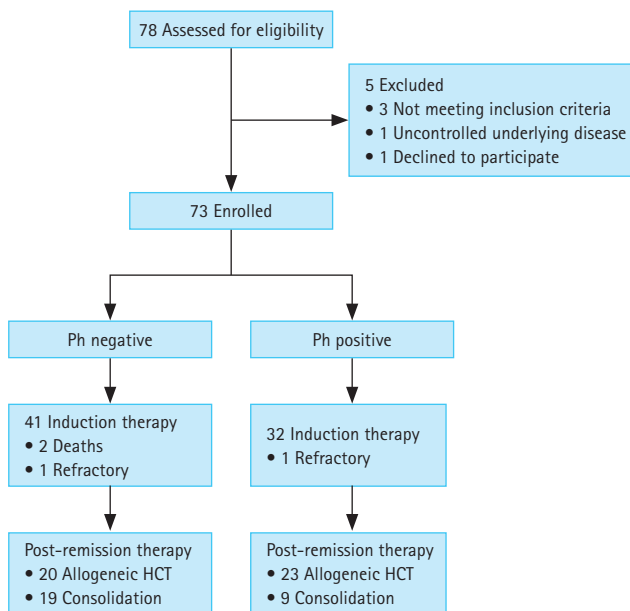 78 Assessed for eligibility
5 Excluded
• 3 Not meeting inclusion criteria
• 1 Uncontrolled underlying disease
• 1 Declined to participate
73 Enrolled
Ph negative
Ph positive
41 Induction therapy
• 2 Deaths
• 1 Refractory
32 Induction therapy
• 1 Refractory
Post-remission therapy
• 20 Allogeneic HCT
• 19 Consolidation
Post-remission therapy
• 23 Allogeneic HCT
• 9 Consolidation